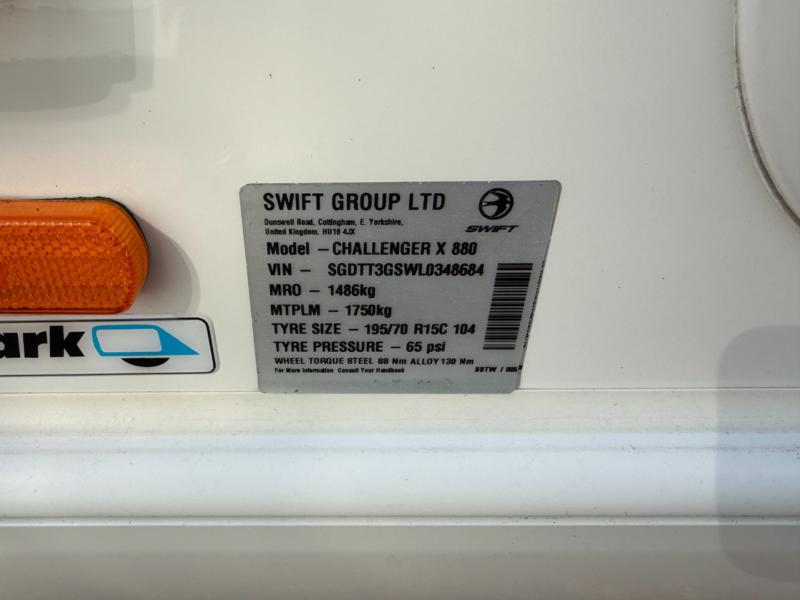 SWIFT GROUP LTD
Dunswell Road, Cottingham, E. Yorkshire,
United Kingdom, HU16 4JX
SWIFT
Model – CHALLENGER X 880
VIN – SGDTT3GSWL0348684
MRO – 1486kg
MTPLM – 1750kg
TYRE SIZE – 195/70 R15C 104
TYRE PRESSURE – 65 psi
WHEEL TORQUE STEEL 88 Nm ALLOY 130 Nm
For More Information Consult Your Handbook
ark